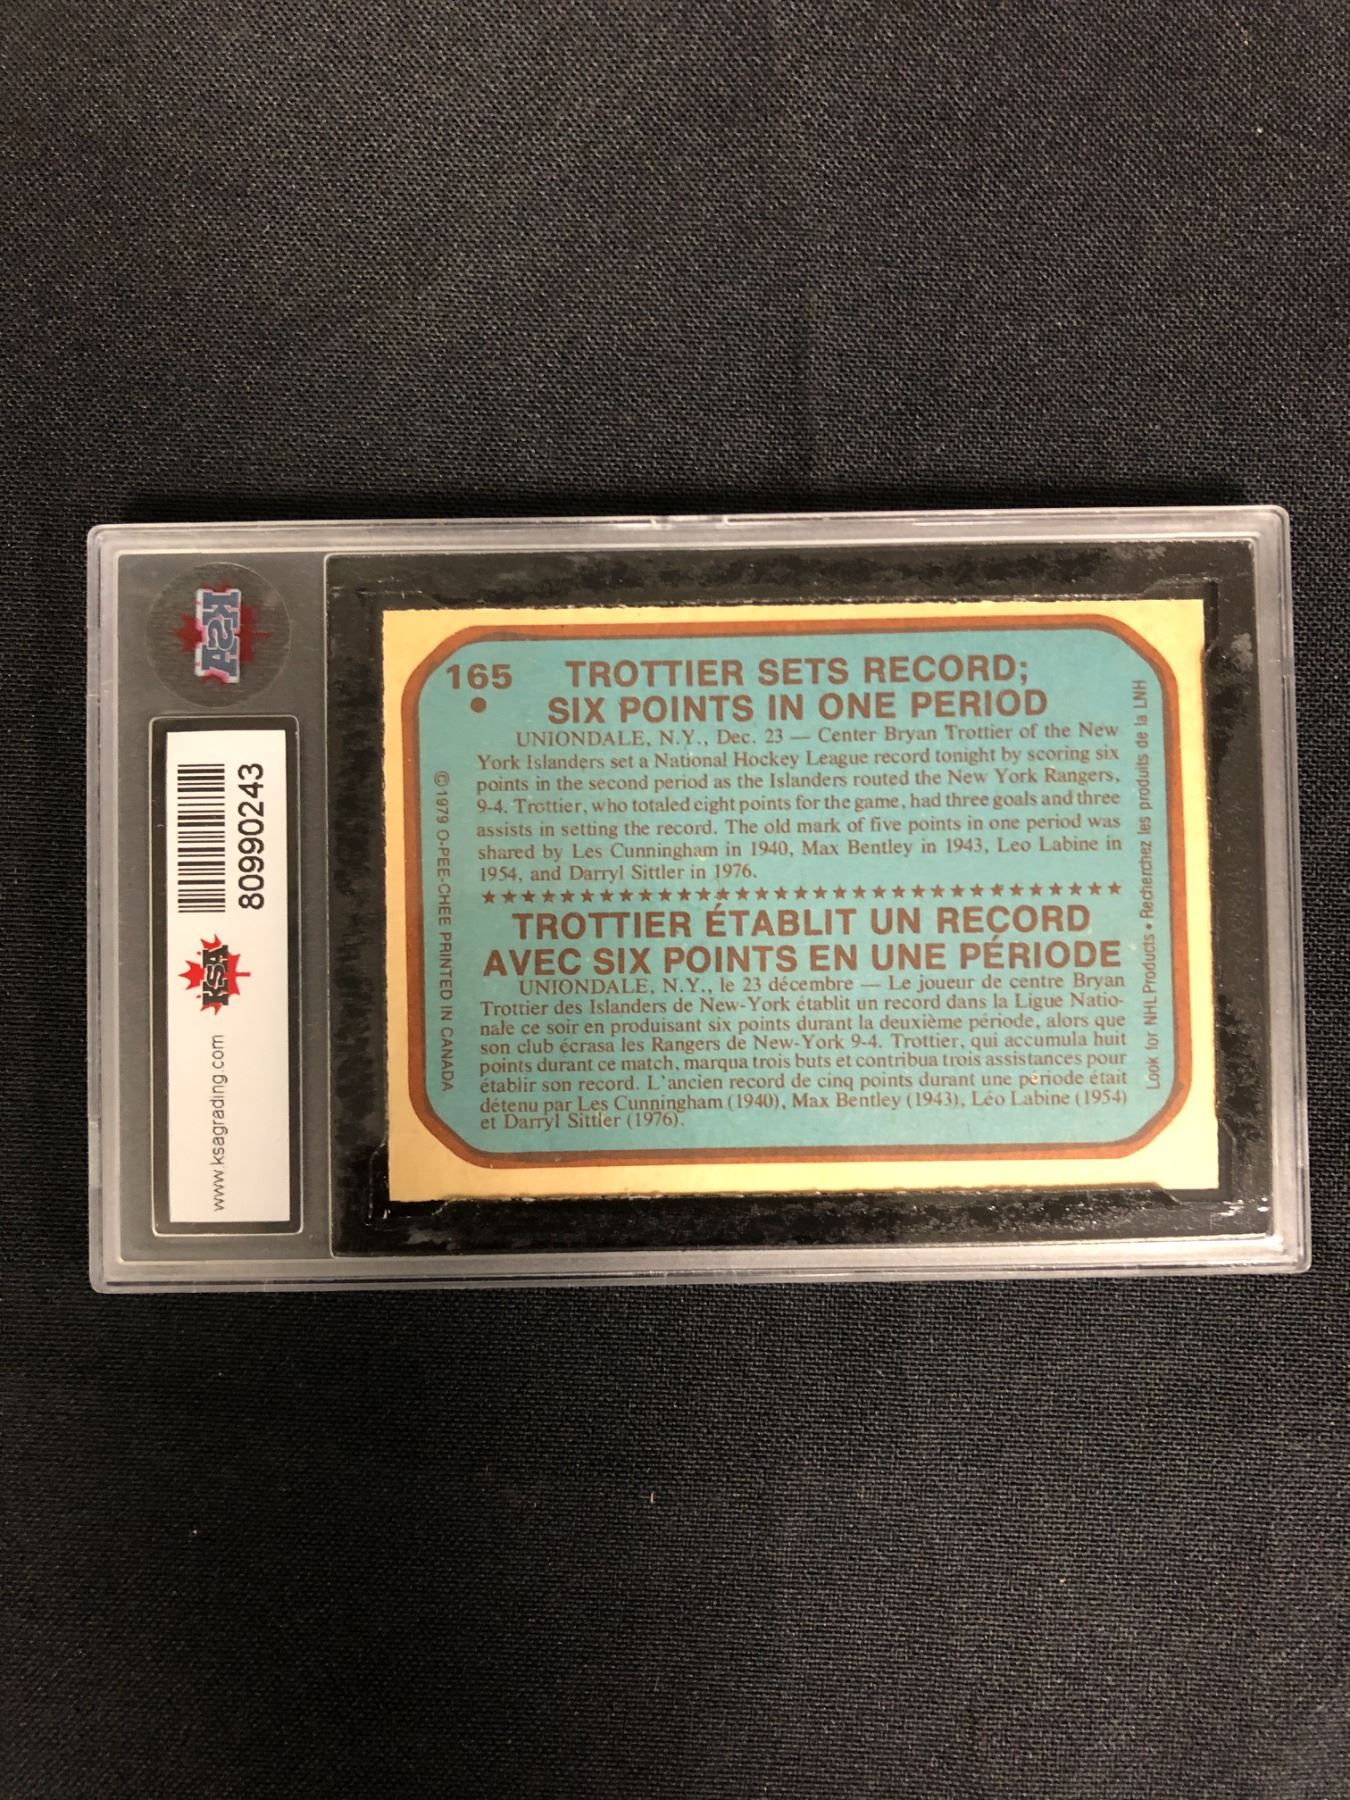 165
TROTTIER SETS RECORD;
SIX POINTS IN ONE PERIOD
UNIONDALE, N.Y., Dec. 23 — Center Bryan Trottier of the New
York Islanders set a National Hockey League record tonight by scoring six
points in the second period as the Islanders routed the New York Rangers,
9-4. Trottier, who totaled eight points for the game, had three goals and three
assists in setting the record. The old mark of five points in one period was
shared by Les Cunningham in 1940, Max Bentley in 1943, Leo Labine in
1954, and Darryl Sittler in 1976.
TROTTIER ÉTABLIT UN RECORD
AVEC SIX POINTS EN UNE PÉRIODE
UNIONDALE, N.Y., le 23 décembre — Le joueur de centre Bryan
Trottier des Islanders de New-York établit un record dans la Ligue Natio-
nale ce soir en produisant six points durant la deuxième période, alors que
son club écrasa les Rangers de New-York 9-4. Trottier, qui accumula huit
points durant ce match, marqua trois buts et contribua trois assistances pour
établir son record. L'ancien record de cinq points durant une période était
détenu par Les Cunningham (1940), Max Bentley (1943), Léo Labine (1954)
et Darryl Sittler (1976).
© 1979 O-PEE-CHEE PRINTED IN CANADA
Look for NHL Products • Recherchez les produits de la LNH
KSA
www.ksagrading.com
KSA
80990243